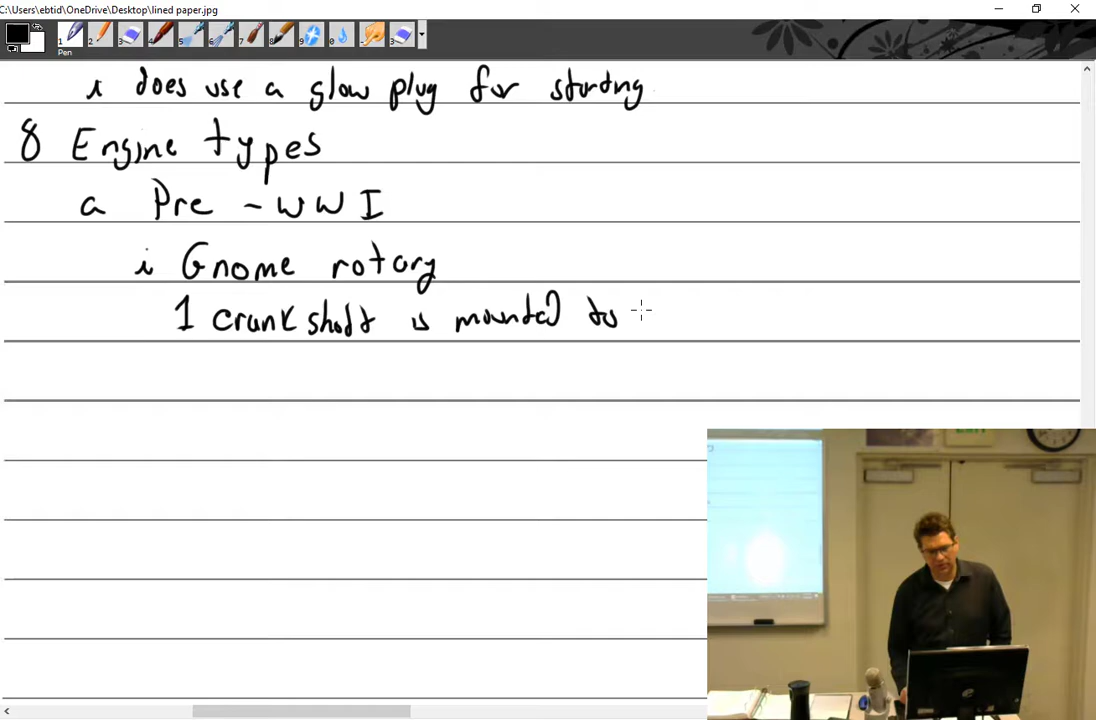 C:\Users\ebtid\OneDrive\Desktop\lined paper.jpg
Pen
i does use a glow plug for starting
8 Engine types
a Pre - WWI
i Gnome rotary
1 crankshaft is mounted to